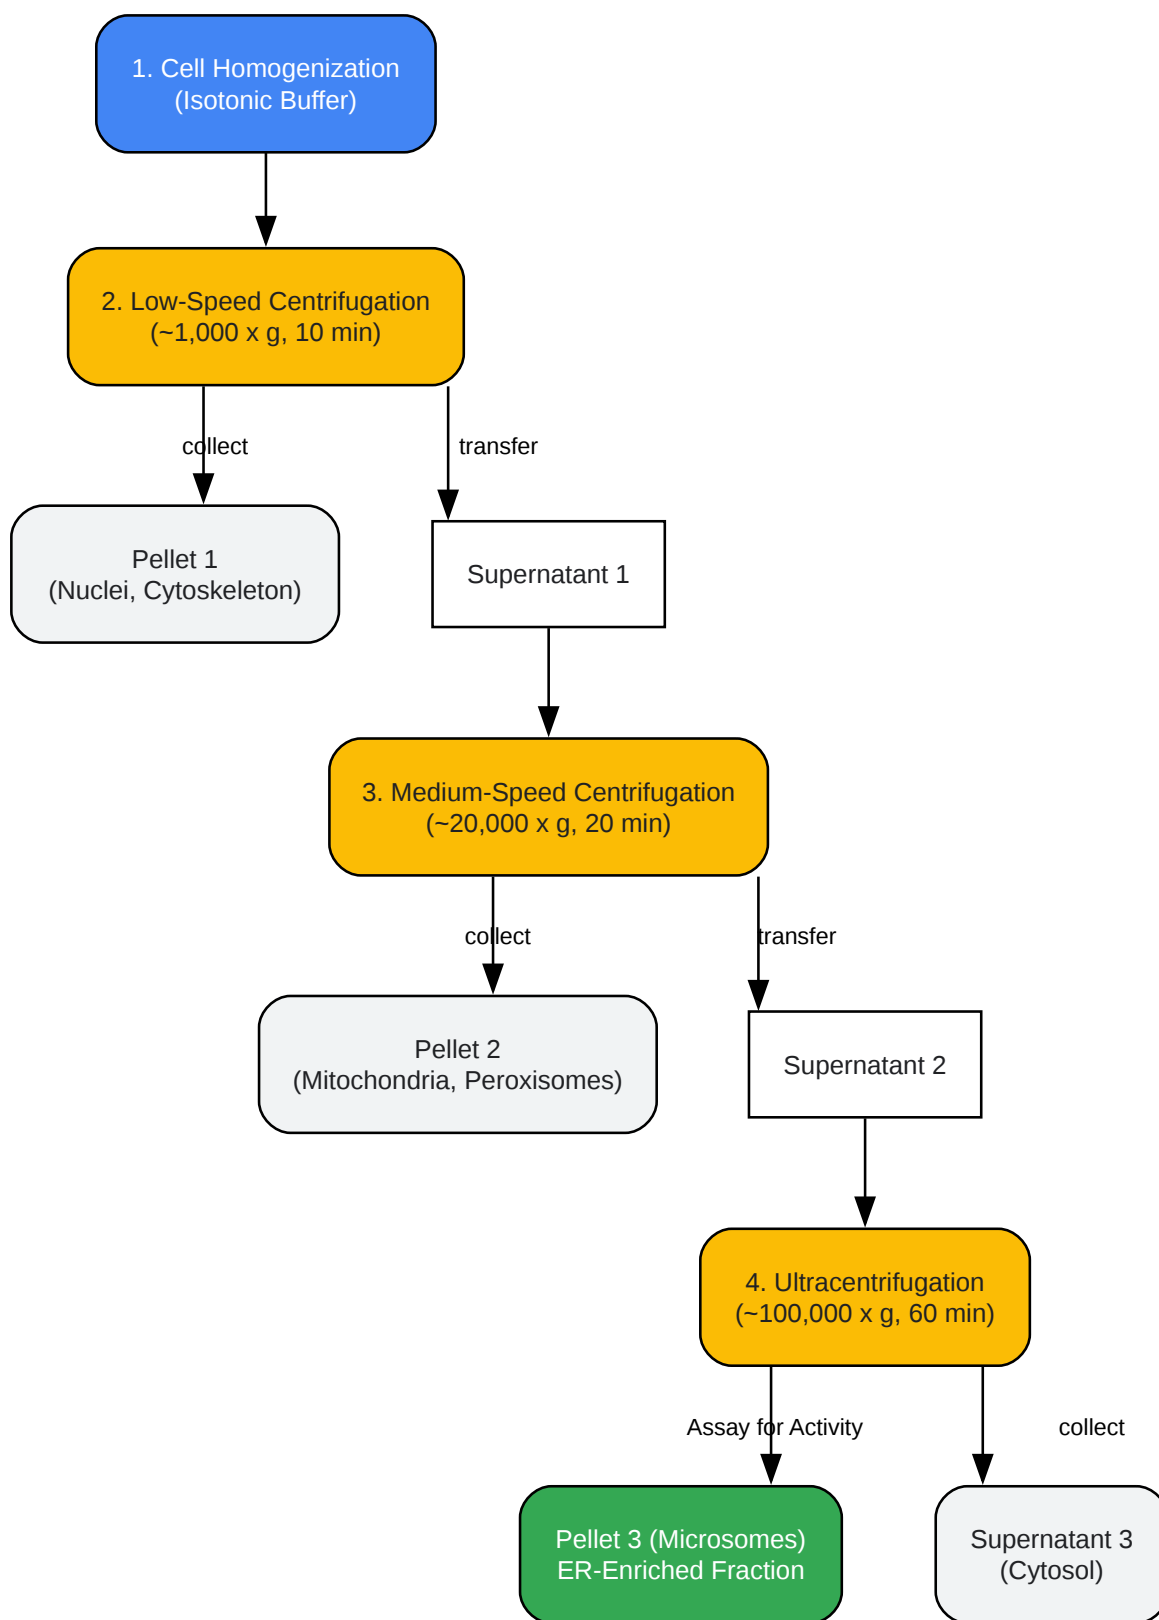 1. Cell Homogenization
(Isotonic Buffer)
2. Low-Speed Centrifugation
(~1,000 x g, 10 min)
collect
transfer
Pellet 1
(Nuclei, Cytoskeleton)
Supernatant 1
3. Medium-Speed Centrifugation
(~20,000 x g, 20 min)
collect
transfer
Pellet 2
(Mitochondria, Peroxisomes)
Supernatant 2
4. Ultracentrifugation
(~100,000 x g, 60 min)
Assay for Activity
collect
Pellet 3 (Microsomes)
ER-Enriched Fraction
Supernatant 3
(Cytosol)